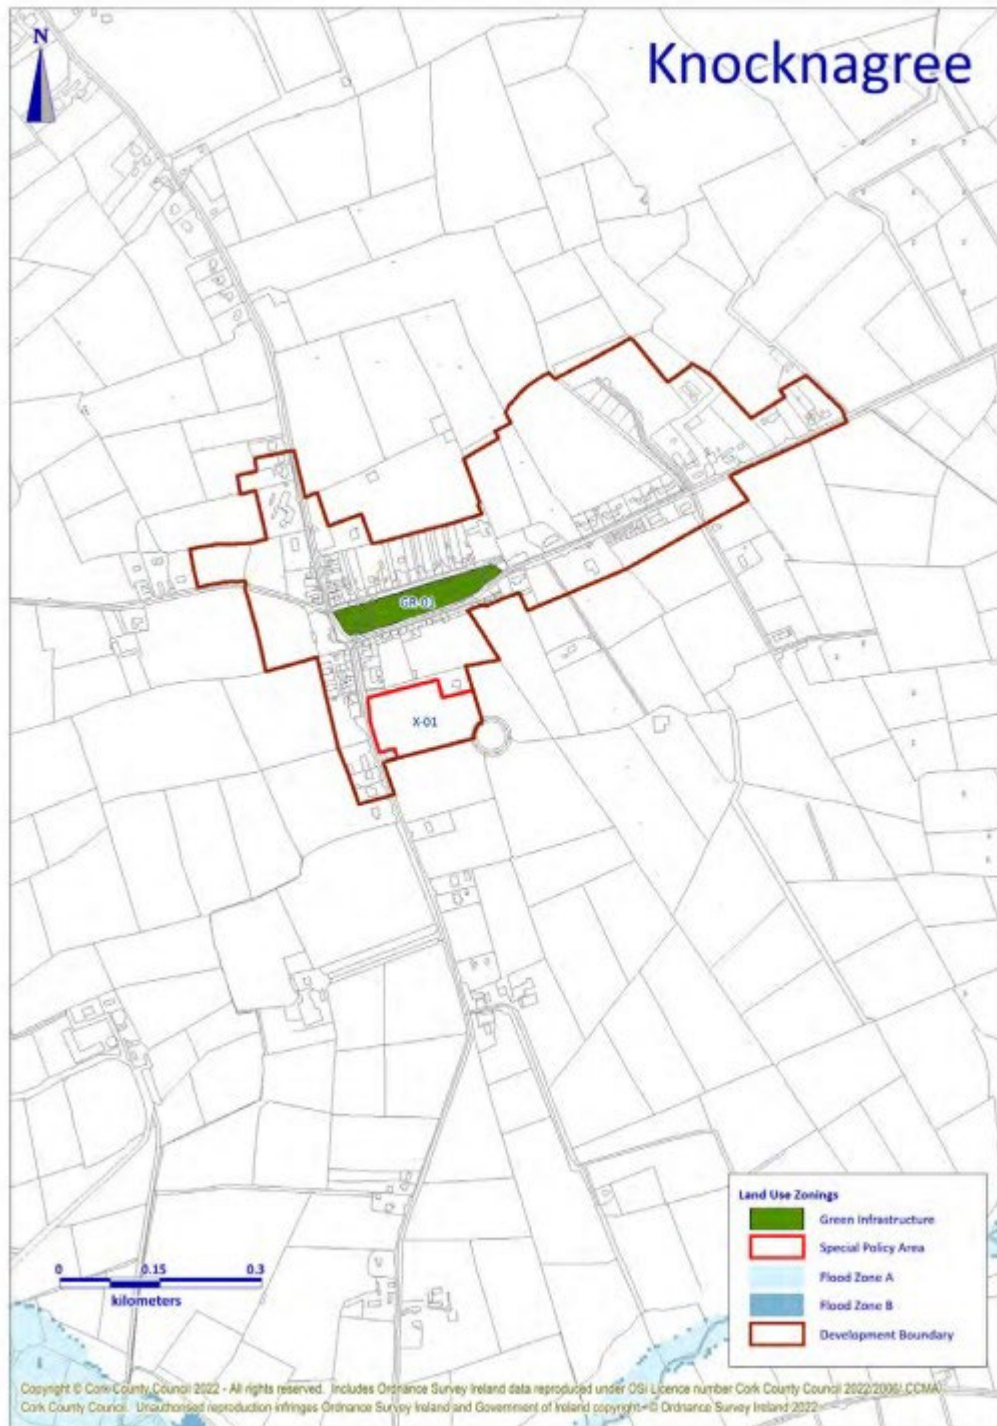 N
Knocknagree
GR-01
X-01
Land Use Zonings
Green Infrastructure
Special Policy Area
Flood Zone A
Flood Zone B
Development Boundary
0 0.15 0.3
kilometers
Copyright © Cork County Council 2022 - All rights reserved. Includes Ordnance Survey Ireland data reproduced under OSi Licence number Cork County Council 2022/2006/ CCMA/
Cork County Council. Unauthorised reproduction infringes Ordnance Survey Ireland and Government of Ireland copyright. © Ordnance Survey Ireland 2022